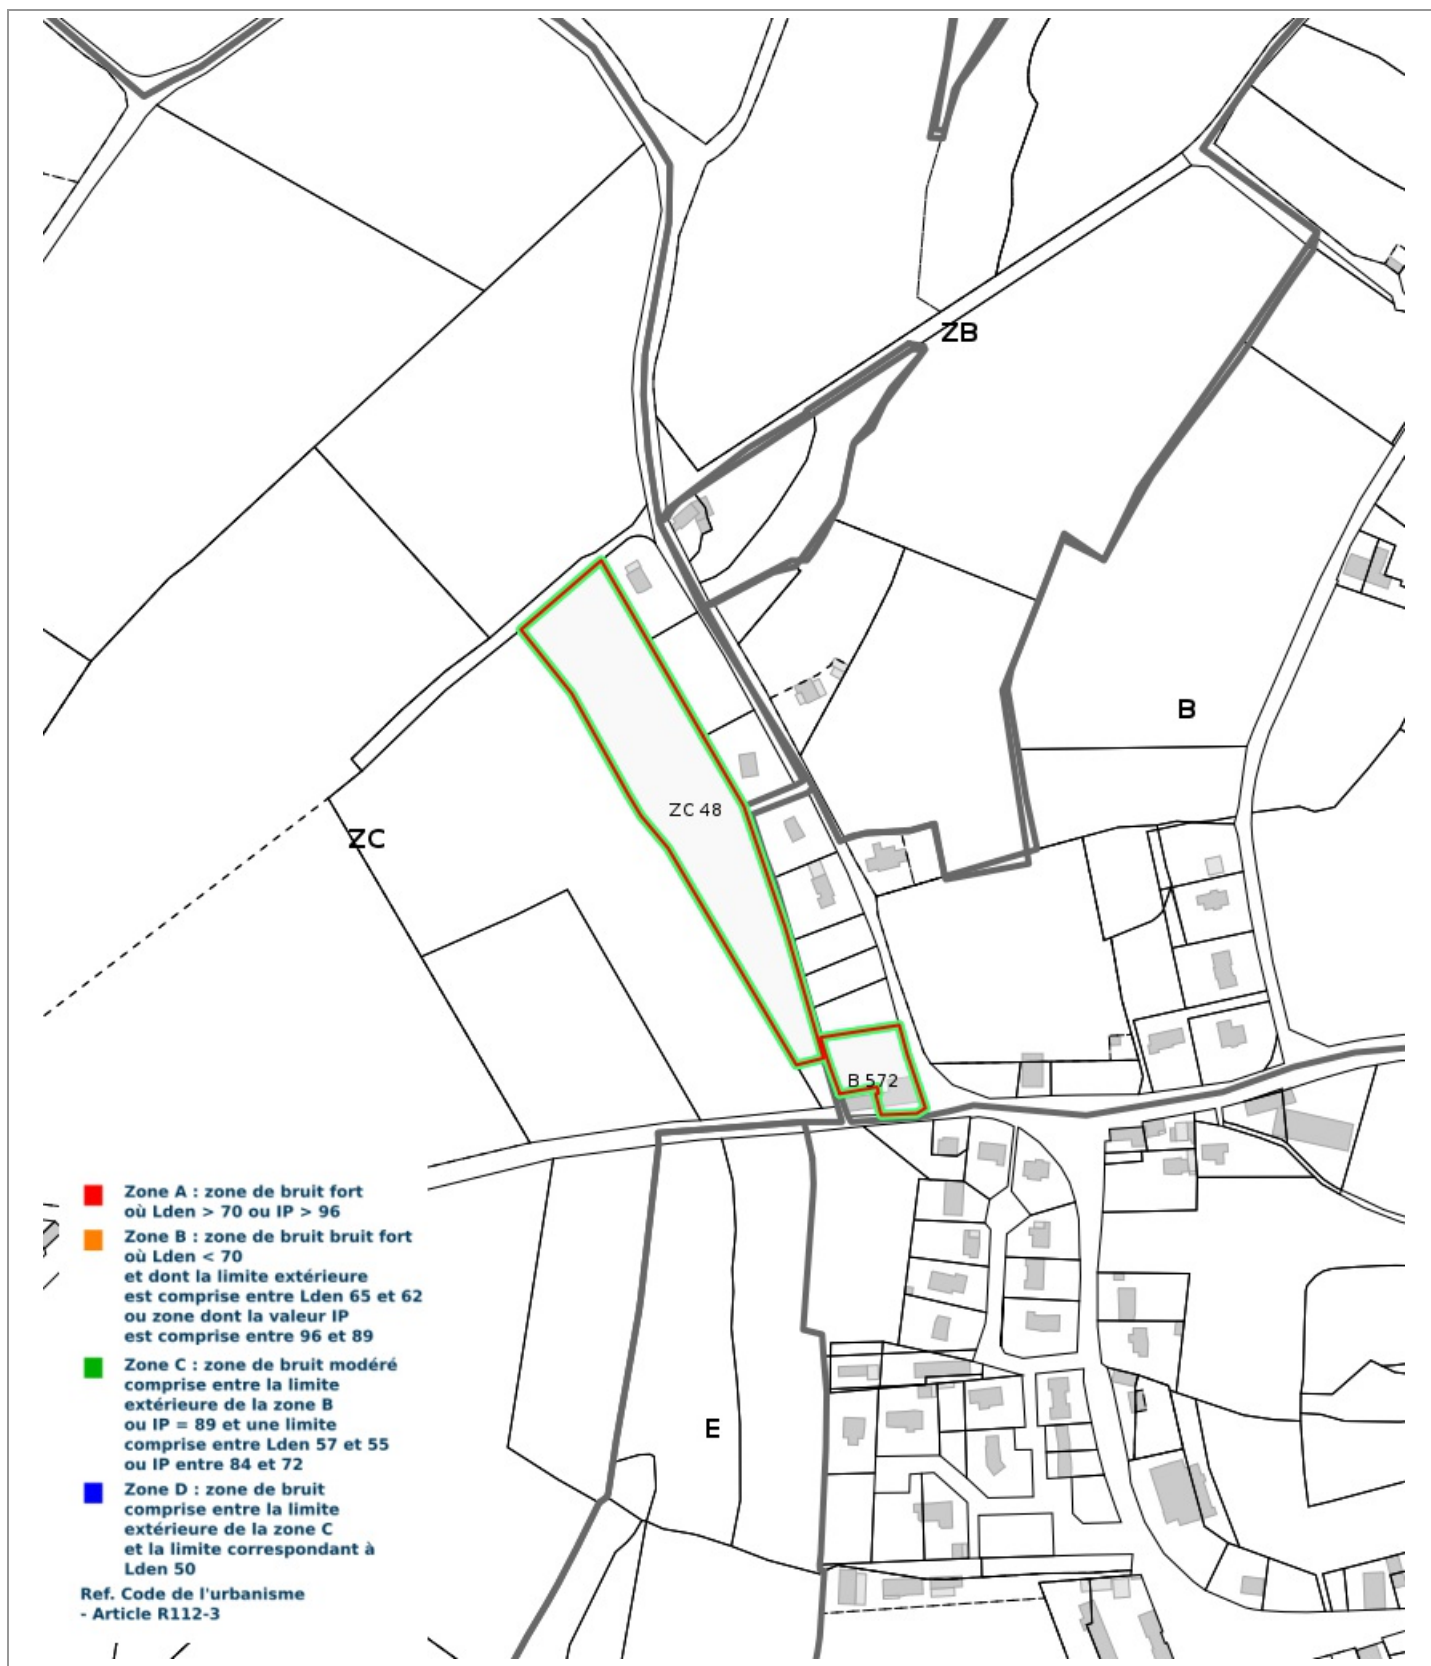 ZB
B
ZC 48
ZC
B 572
Zone A : zone de bruit fort
où Lden > 70 ou IP > 96
Zone B : zone de bruit bruit fort
où Lden < 70
et dont la limite extérieure
est comprise entre Lden 65 et 62
ou zone dont la valeur IP
est comprise entre 96 et 89
Zone C : zone de bruit modéré
comprise entre la limite
extérieure de la zone B
ou IP = 89 et une limite
comprise entre Lden 57 et 55
ou IP entre 84 et 72
E
Zone D : zone de bruit
comprise entre la limite
extérieure de la zone C
et la limite correspondant à
Lden 50
Ref. Code de l'urbanisme
- Article R112-3